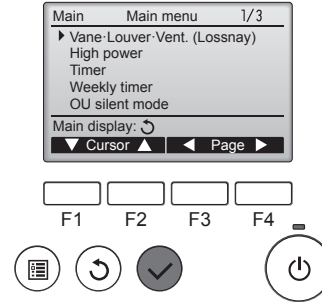 Main Main menu 1/3
Vane·Louver·Vent. (Lossnay)
High power
Timer
Weekly timer
OU silent mode
Main display:
Cursor Page
F1 F2 F3 F4